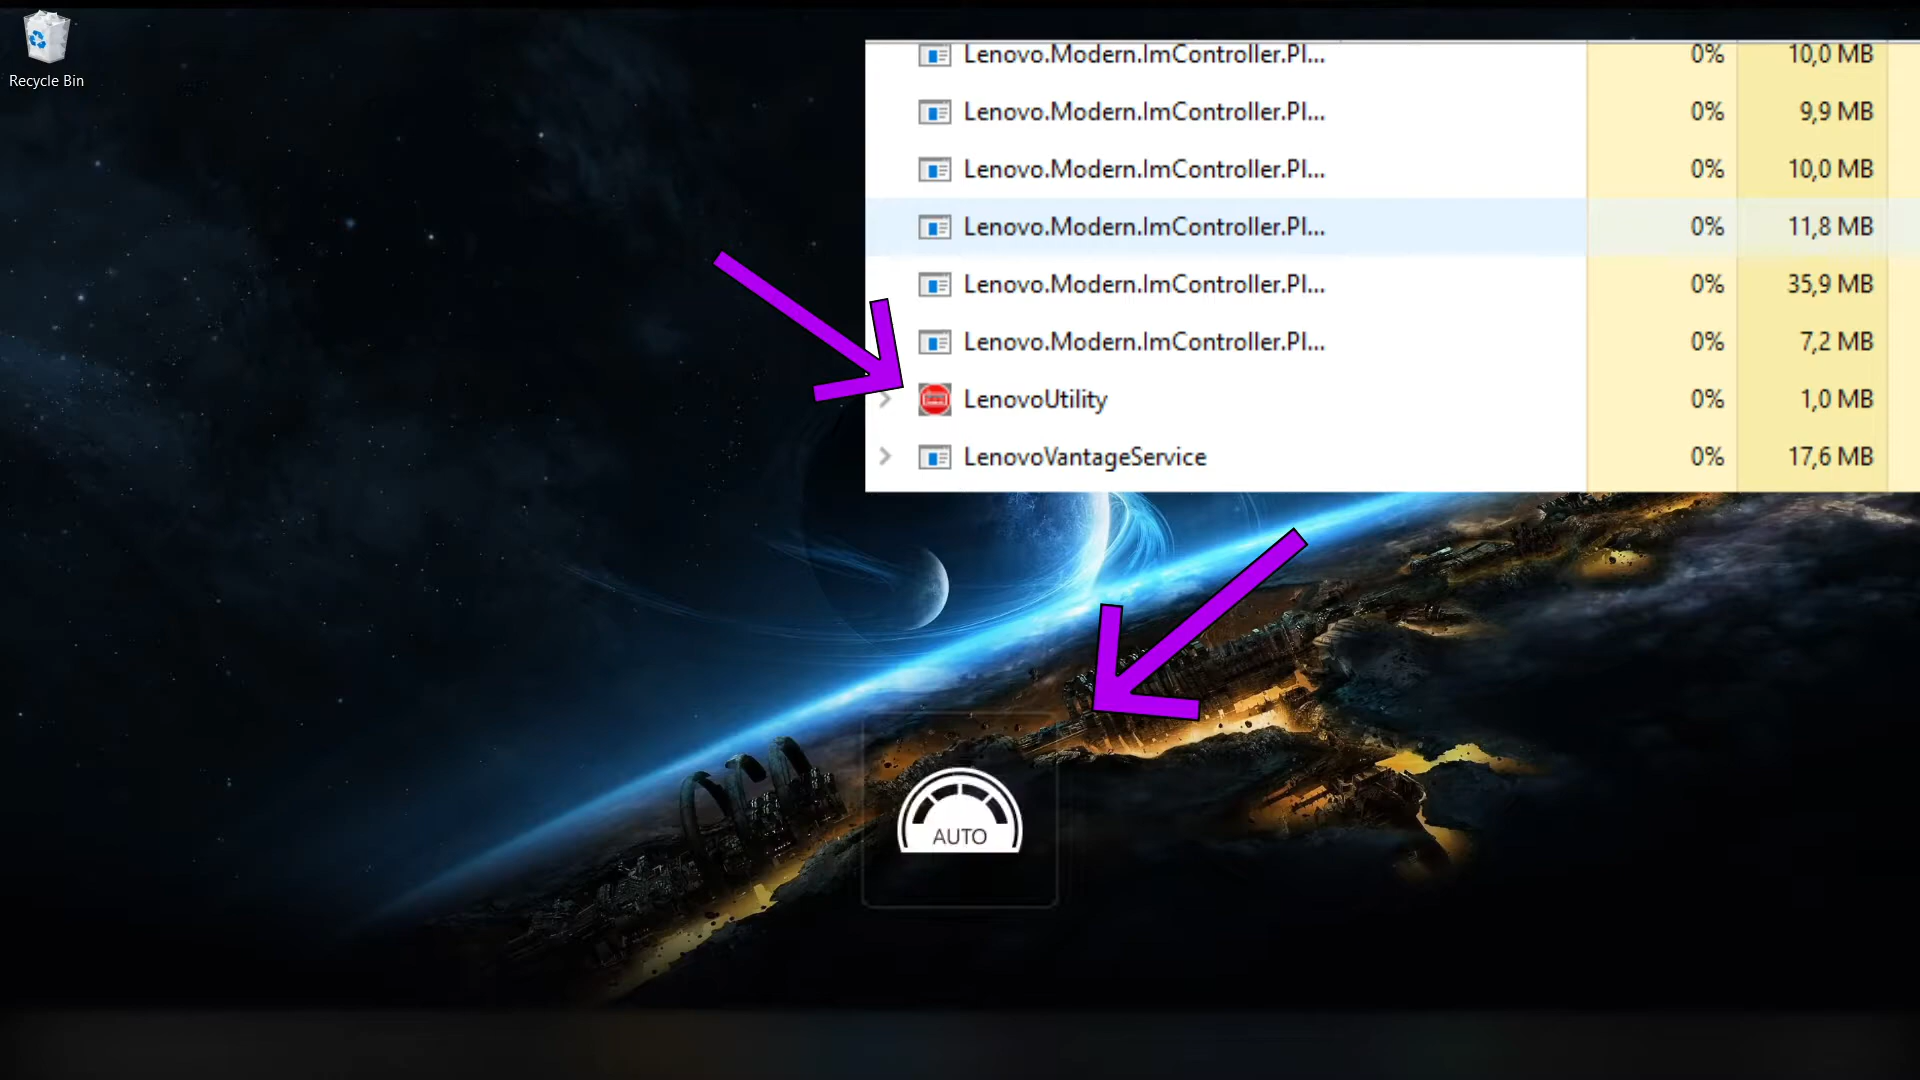 Recycle Bin
Lenovo.Modern.ImController.Pl... 0% 10,0 MB
Lenovo.Modern.ImController.Pl... 0% 9,9 MB
Lenovo.Modern.ImController.Pl... 0% 10,0 MB
Lenovo.Modern.ImController.Pl... 0% 11,8 MB
Lenovo.Modern.ImController.Pl... 0% 35,9 MB
Lenovo.Modern.ImController.Pl... 0% 7,2 MB
LenovoUtility 0% 1,0 MB
LenovoVantageService 0% 17,6 MB
AUTO